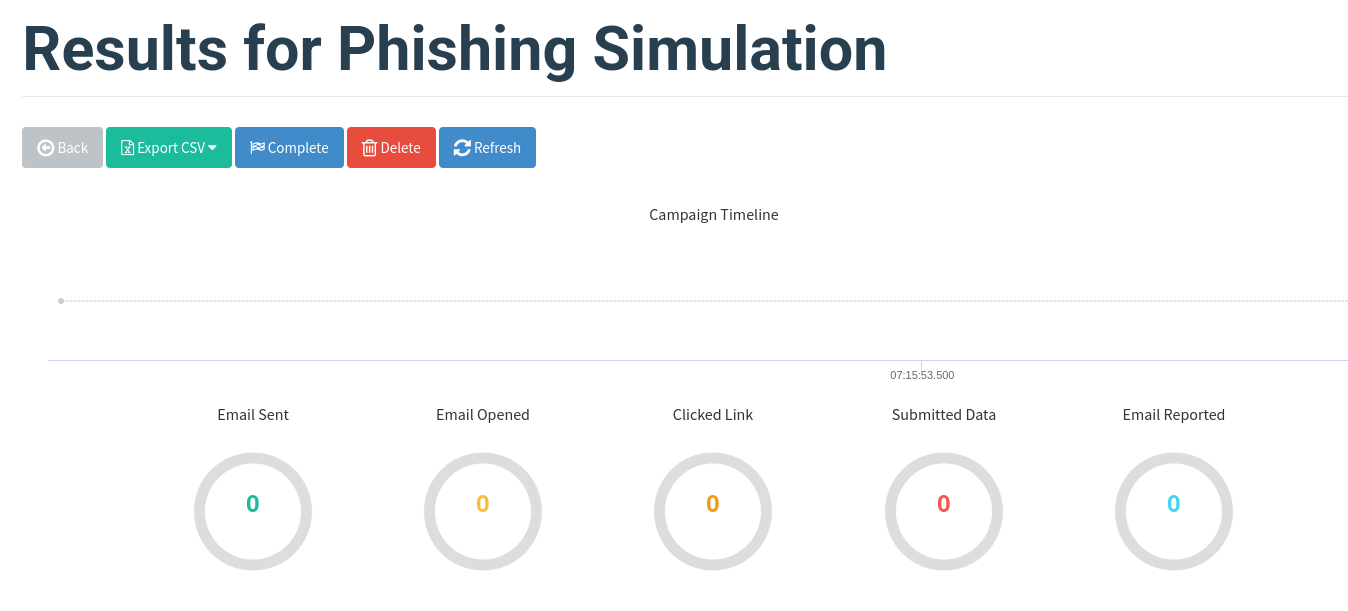 Results for Phishing Simulation
Back Export CSV Complete Delete Refresh
Campaign Timeline
07:15:53.500
Email Sent Email Opened Clicked Link Submitted Data Email Reported
0 0 0 0 0